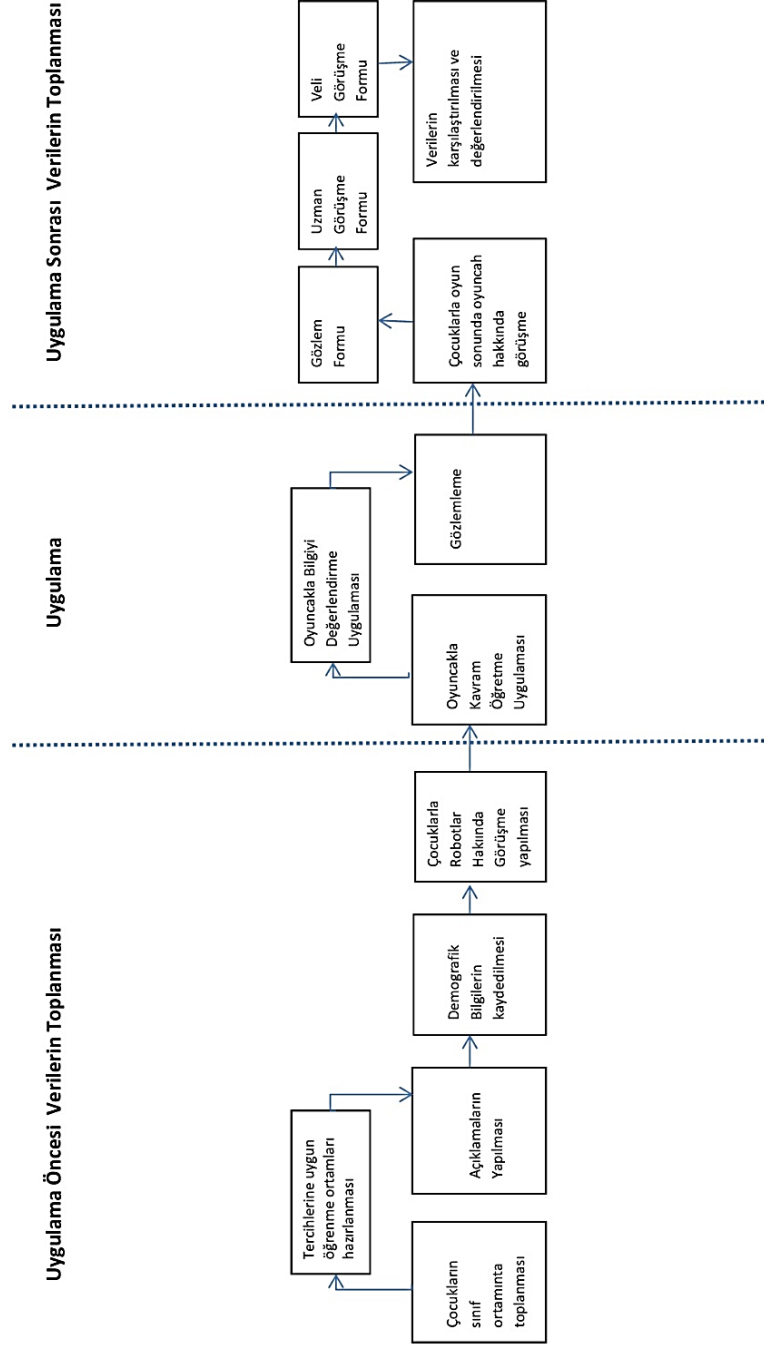 Uygulama Öncesi Verilerin Toplanması
Çocukların
sınıf
ortamınta
toplanması
Tercihlerine uygun
öğrenme ortamları
hazırlanması
Açıklamaların
Yapılması
Demografik
Bilgilerin
kaydedilmesi
Çocuklarla
Robotlar
Hakıında
Görüşme
yapılması
Uygulama
Oyuncakla
Kavram
Öğretme
Uygulaması
Oyuncakla Bilgiyi
Değerlendirme
Uygulaması
Gözlemleme
Uygulama Sonrası Verilerin Toplanması
Çocuklarla oyun
sonunda oyuncah
hakkında
görüşme
Gözlem
Formu
Uzman
Görüşme
Formu
Veli
Görüşme
Formu
Verilerin
karşılaştırılması ve
değerlendirilmesi